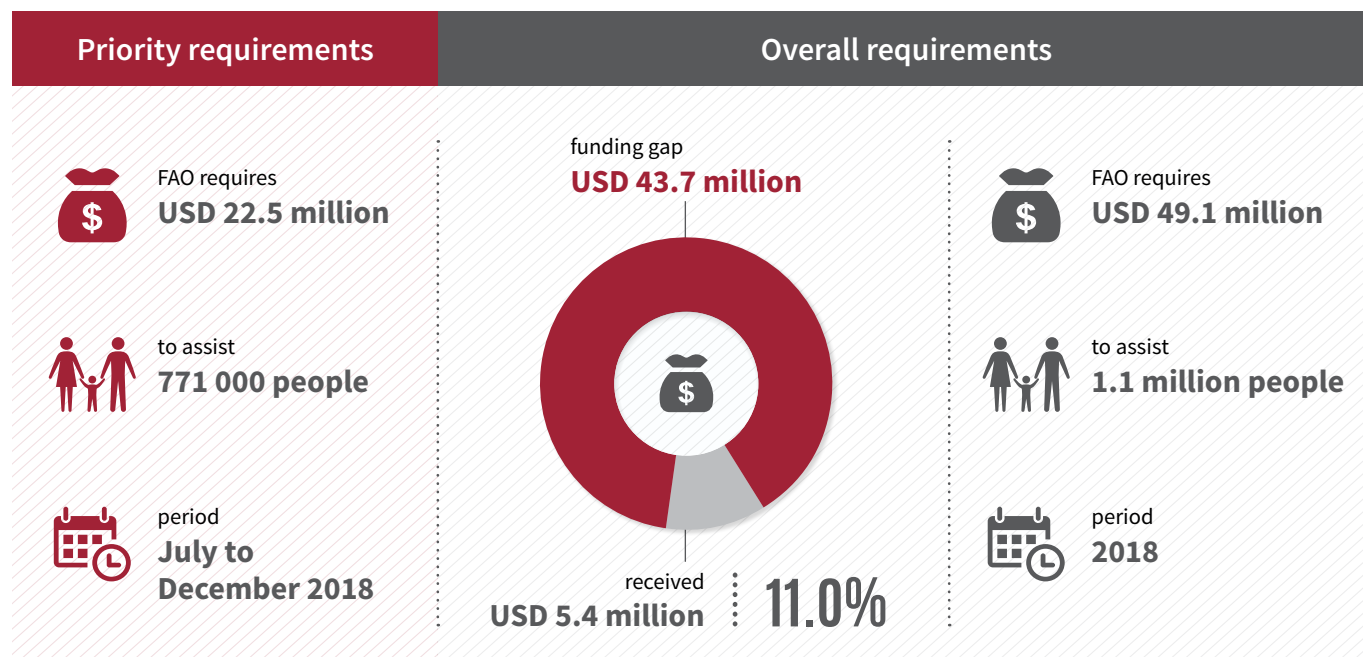 Priority requirements
Overall requirements
FAO requires
USD 22.5 million
to assist
771 000 people
period
July to
December 2018
funding gap
USD 43.7 million
$
received
USD 5.4 million
11.0%
$
FAO requires
USD 49.1 million
to assist
1.1 million people
period
2018
$